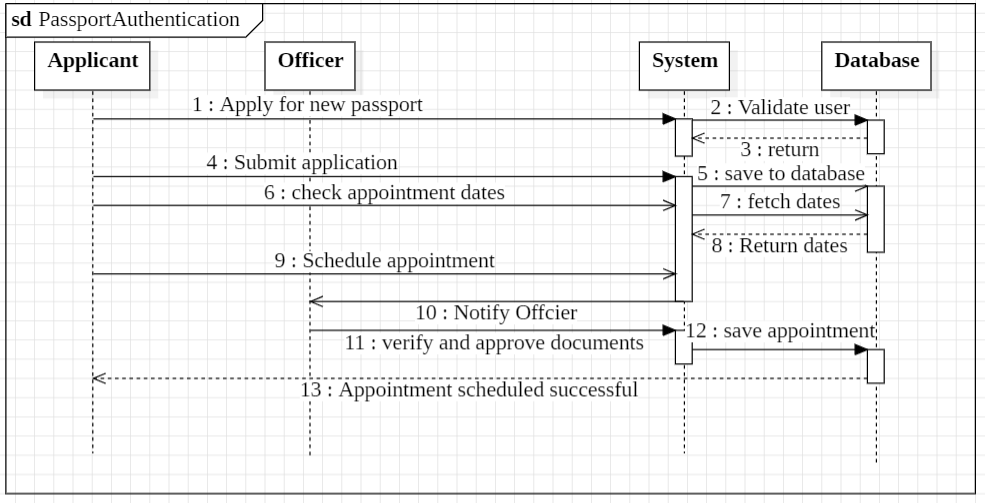 sd PassportAuthentication
Applicant
Officer
System
Database
1 : Apply for new passport
2 : Validate user
3 : return
4 : Submit application
5 : save to database
6 : check appointment dates
7 : fetch dates
8 : Return dates
9 : Schedule appointment
10 : Notify Offcier
11 : verify and approve documents
12 : save appointment
13 : Appointment scheduled successful